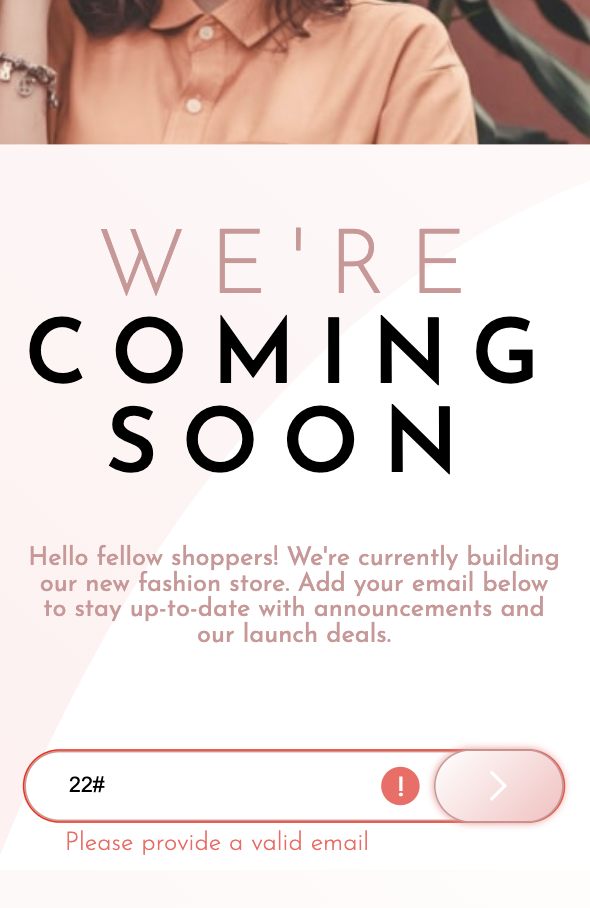 WE'RE
COMING
SOON
Hello fellow shoppers! We're currently building
our new fashion store. Add your email below
to stay up-to-date with announcements and
our launch deals.
22#
!
Please provide a valid email